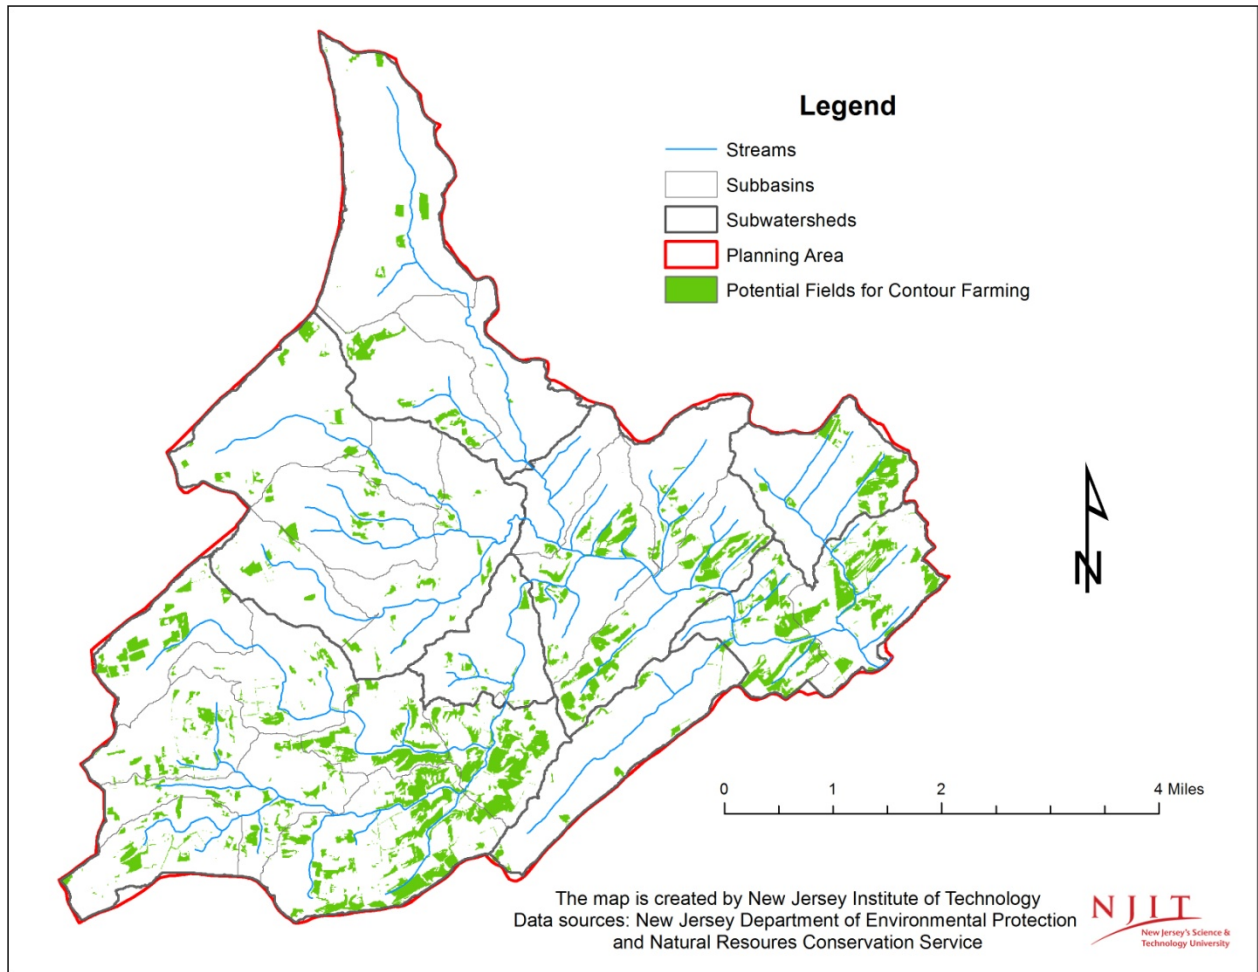 Legend
Streams
Subbasins
Subwatersheds
Planning Area
Potential Fields for Contour Farming
N
0 1 2 4 Miles
The map is created by New Jersey Institute of Technology
Data sources: New Jersey Department of Environmental Protection
and Natural Resoures Conservation Service
NJIT
New Jersey's Science &
Technology University